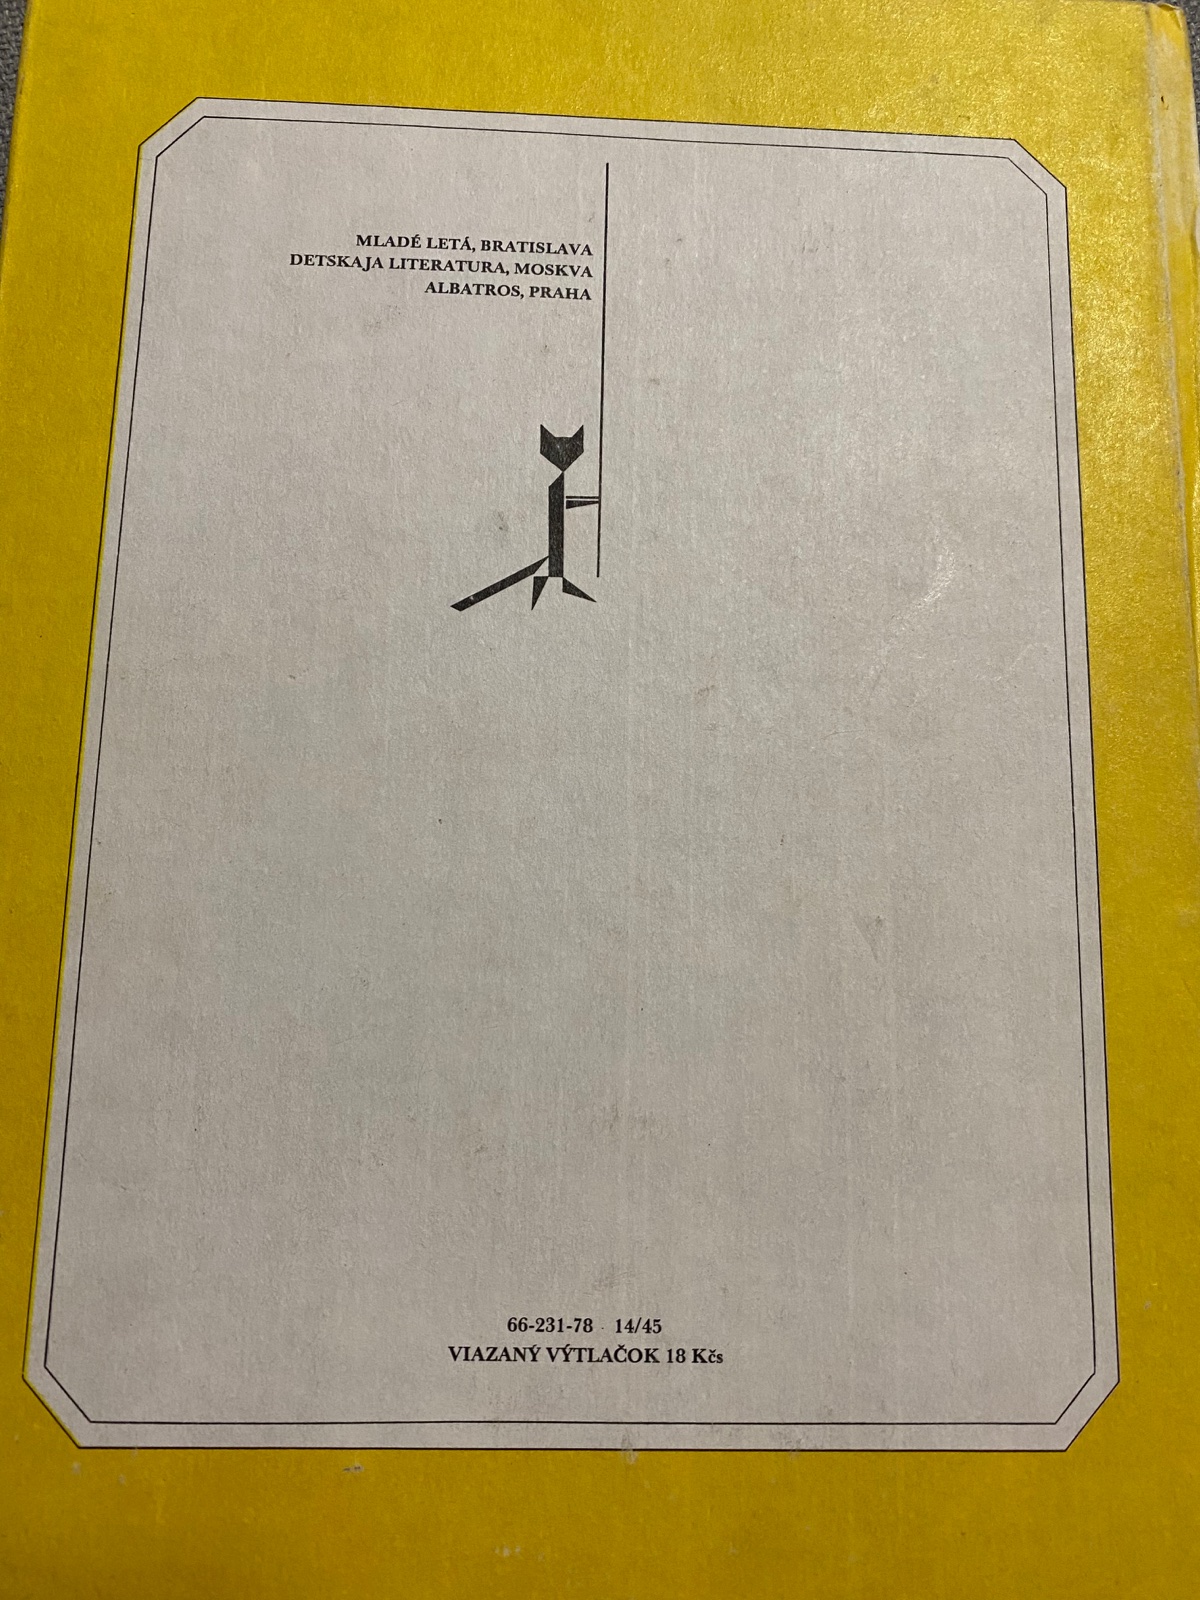 MLADÉ LETÁ, BRATISLAVA
DETSKAJA LITERATURA, MOSKVA
ALBATROS, PRAHA
66-231-78 14/45
VIAZANÝ VÝTLAČOK 18 Kčs